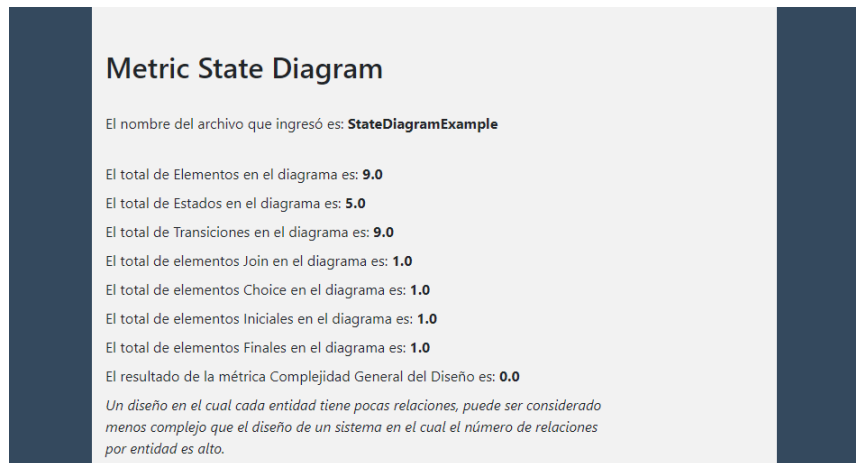 Metric State Diagram
El nombre del archivo que ingresó es: StateDiagramExample
El total de Elementos en el diagrama es: 9.0
El total de Estados en el diagrama es: 5.0
El total de Transiciones en el diagrama es: 9.0
El total de elementos Join en el diagrama es: 1.0
El total de elementos Choice en el diagrama es: 1.0
El total de elementos Iniciales en el diagrama es: 1.0
El total de elementos Finales en el diagrama es: 1.0
El resultado de la métrica Complejidad General del Diseño es: 0.0
Un diseño en el cual cada entidad tiene pocas relaciones, puede ser considerado
menos complejo que el diseño de un sistema en el cual el número de relaciones
por entidad es alto.